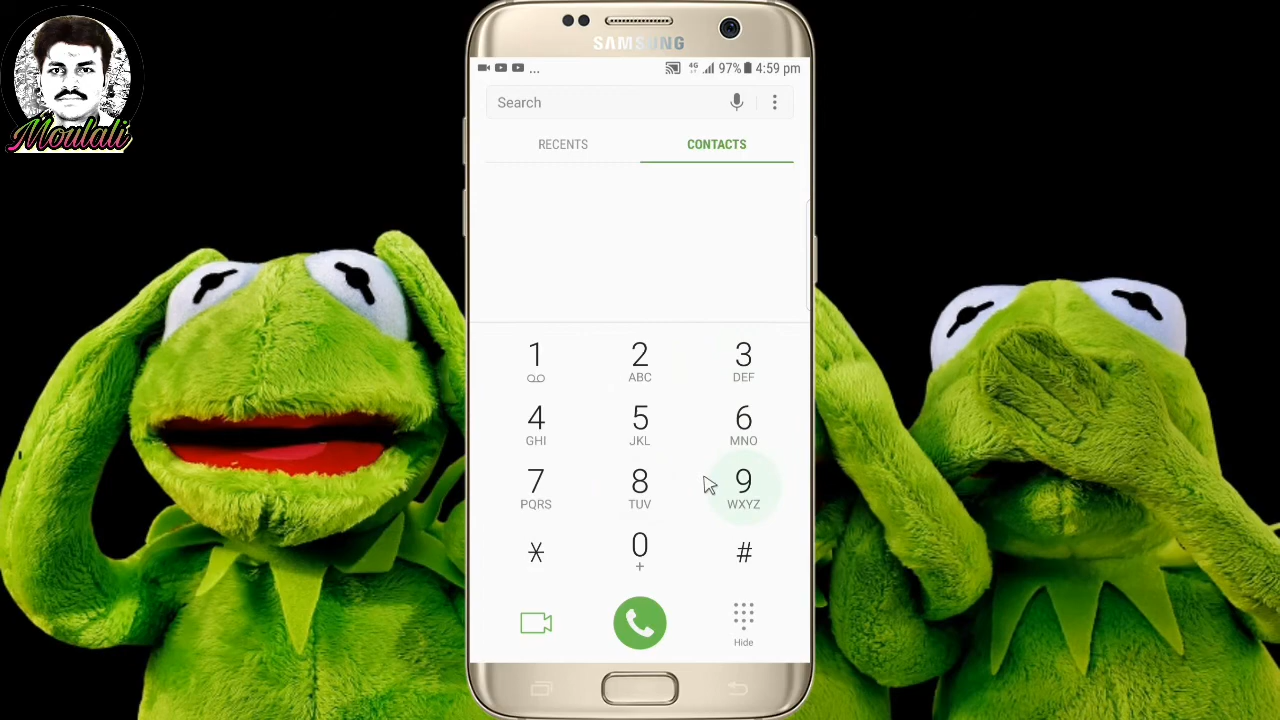 Moulali
SAMSUNG
... 4G 97% 4:59 pm
Search
RECENTS CONTACTS
1 2 3
ABC DEF
4 5 6
GHI JKL MNO
7 8 9
PQRS TUV WXYZ
* 0 #
+
Hide